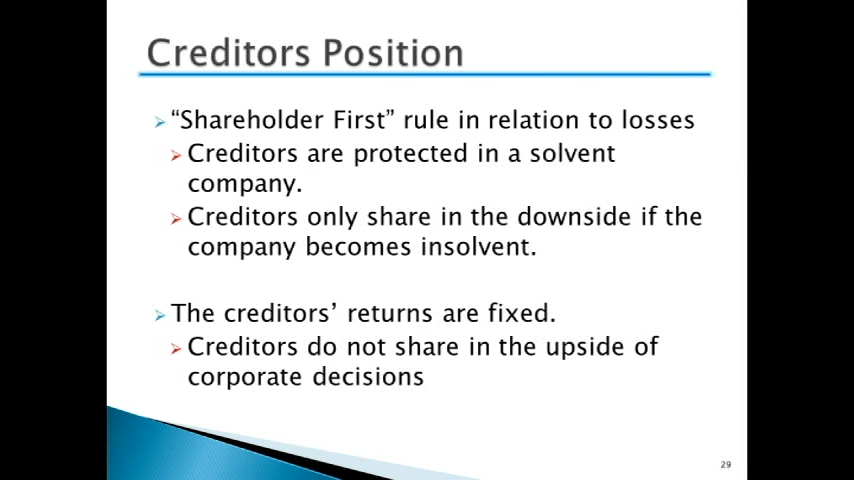 Creditors Position
“Shareholder First” rule in relation to losses
Creditors are protected in a solvent
company.
Creditors only share in the downside if the
company becomes insolvent.
The creditors’ returns are fixed.
Creditors do not share in the upside of
corporate decisions
29